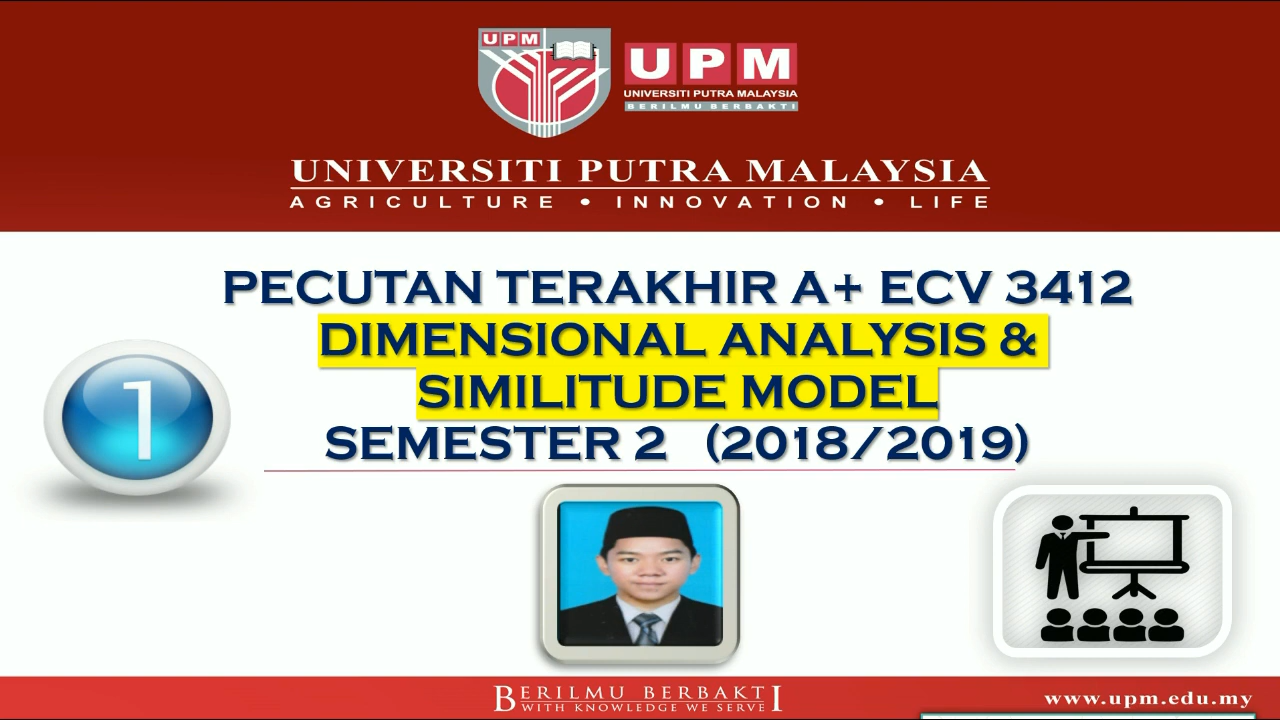 UPM
UPM
UNIVERSITI PUTRA MALAYSIA
BERILMU BERBAKTI
UNIVERSITI PUTRA MALAYSIA
AGRICULTURE • INNOVATION • LIFE
PECUTAN TERAKHIR A+ ECV 3412
DIMENSIONAL ANALYSIS &
SIMILITUDE MODEL
SEMESTER 2 (2018/2019)
1
BERILMU BERBAKTI
WITH KNOWLEDGE WE SERVE
www.upm.edu.my